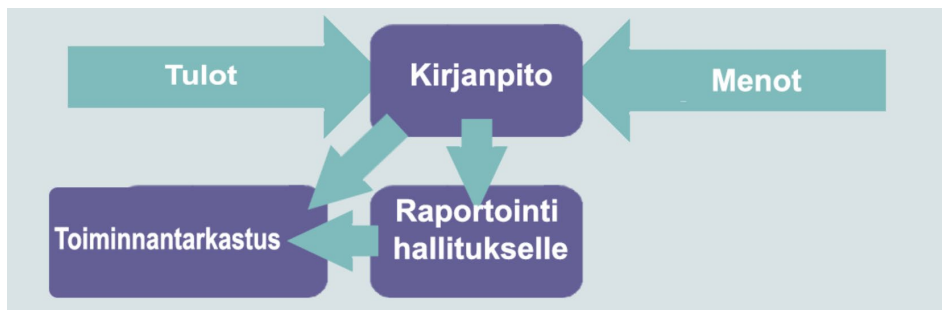 Tulot
Kirjanpito
Menot
Toiminnantarkastus
Raportointi
hallitukselle